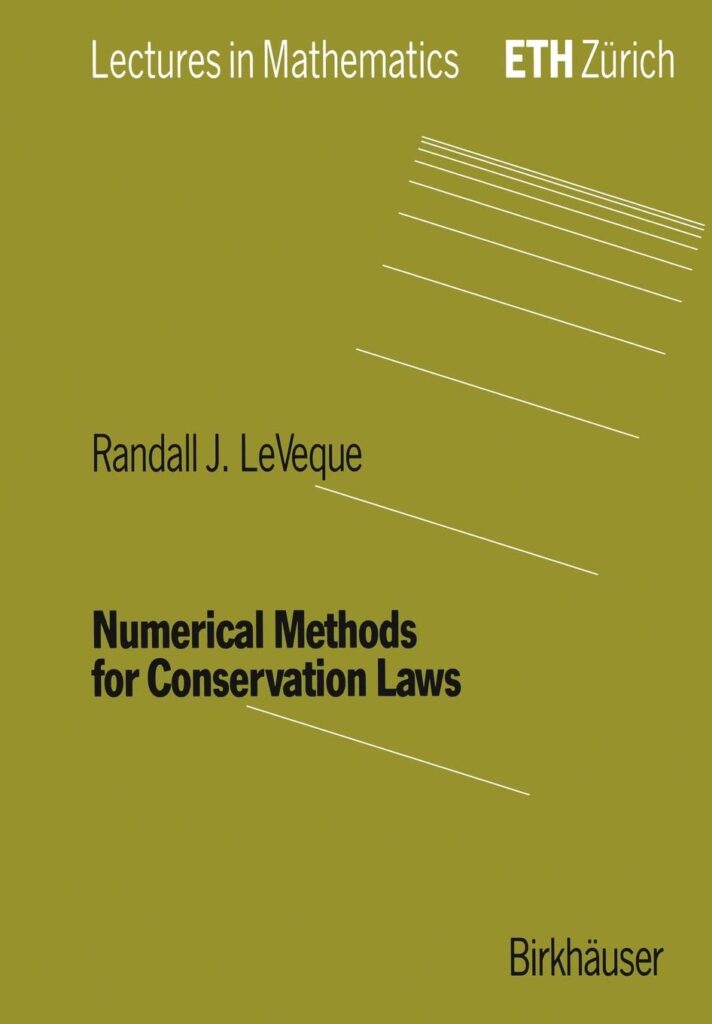 Lectures in Mathematics ETH Zürich
Randall J. LeVeque
Numerical Methods
for Conservation Laws
Birkhäuser